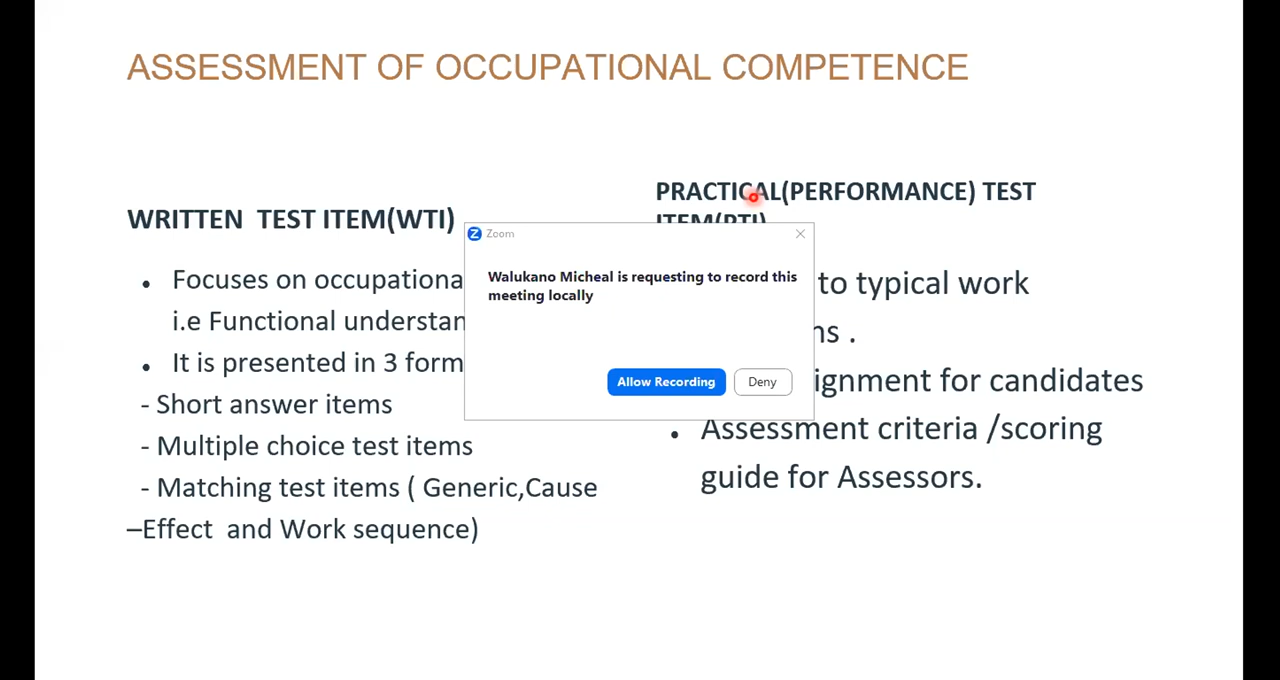 ASSESSMENT OF OCCUPATIONAL COMPETENCE
WRITTEN TEST ITEM(WTI)
• Focuses on occupationa
i.e Functional understan
• It is presented in 3 form
- Short answer items
- Multiple choice test items
- Matching test items ( Generic,Cause
–Effect and Work sequence)
PRACTICAL(PERFORMANCE) TEST
ITEM(PTI)
to typical work
ns .
ignment for candidates
• Assessment criteria /scoring
guide for Assessors.
Zoom
Walukano Micheal is requesting to record this
meeting locally
Allow Recording
Deny